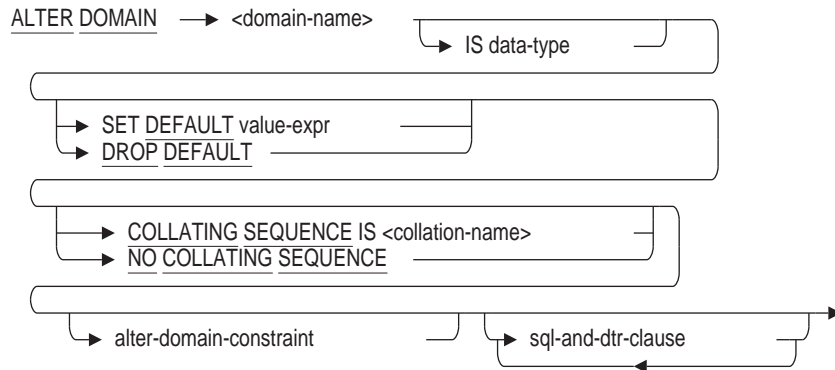 ALTER DOMAIN <domain-name>
IS data-type
SET DEFAULT value-expr
DROP DEFAULT
COLLATING SEQUENCE IS <collation-name>
NO COLLATING SEQUENCE
alter-domain-constraint sql-and-dtr-clause